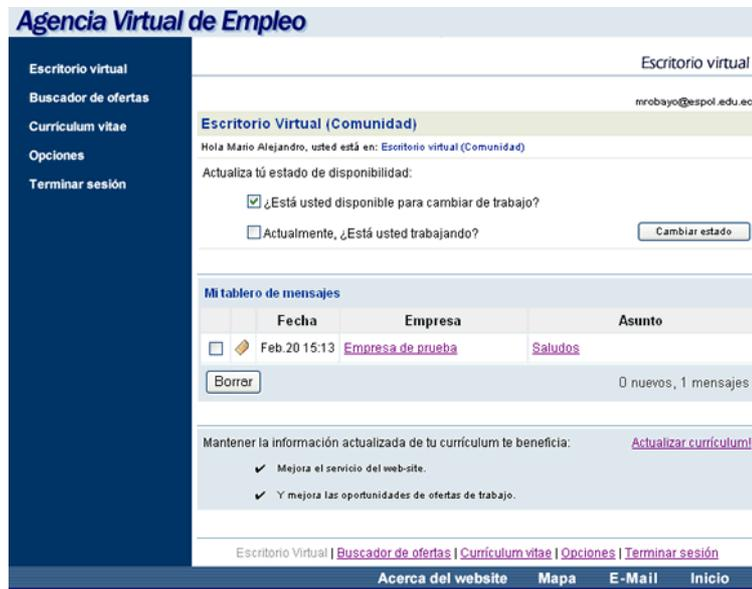 Agencia Virtual de Empleo
Escritorio virtual
Buscador de ofertas
Currículum vitae
Opciones
Terminar sesión
Escritorio virtual
mrobayo@espol.edu.ec
Escritorio Virtual (Comunidad)
Hola Mario Alejandro, usted está en: Escritorio virtual (Comunidad)
Actualiza tú estado de disponibilidad:
¿Está usted disponible para cambiar de trabajo?
Actualmente, ¿Está usted trabajando?
Cambiar estado
Mi tablero de mensajes
Fecha Empresa Asunto
Feb.20 15:13 Empresa de prueba Saludos
Borrar
0 nuevos, 1 mensajes
Mantener la información actualizada de tu currículum te beneficia: Actualizar currículum!
Mejora el servicio del web-site.
Y mejora las oportunidades de ofertas de trabajo.
Escritorio Virtual | Buscador de ofertas | Currículum vitae | Opciones | Terminar sesión
Acerca del website Mapa E-Mail Inicio